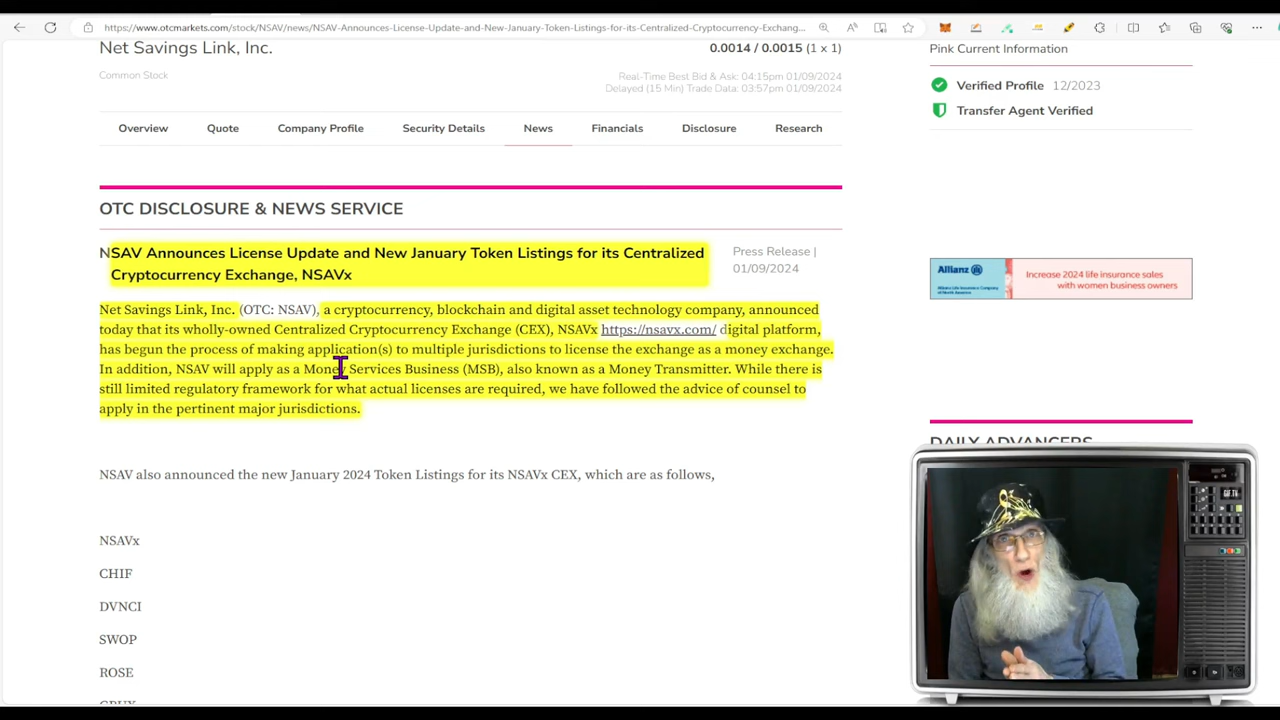 https://www.otcmarkets.com/stock/NSAV/news/NSAV-Announces-License-Update-and-New-January-Token-Listings-for-its-Centralized-Cryptocurrency-Exchang...
Net Savings Link, Inc.
0.0014 / 0.0015 (1 x 1)
Common Stock
Real-Time Best Bid & Ask: 04:15pm 01/09/2024
Delayed (15 Min) Trade Data: 03:57pm 01/09/2024
Pink Current Information
Verified Profile 12/2023
Transfer Agent Verified
Overview Quote Company Profile Security Details News Financials Disclosure Research
OTC DISCLOSURE & NEWS SERVICE
NSAV Announces License Update and New January Token Listings for its Centralized
Cryptocurrency Exchange, NSAVx
Press Release |
01/09/2024
Net Savings Link, Inc. (OTC: NSAV), a cryptocurrency, blockchain and digital asset technology company, announced
today that its wholly-owned Centralized Cryptocurrency Exchange (CEX), NSAVx https://nsavx.com/ digital platform,
has begun the process of making application(s) to multiple jurisdictions to license the exchange as a money exchange.
In addition, NSAV will apply as a Money Services Business (MSB), also known as a Money Transmitter. While there is
still limited regulatory framework for what actual licenses are required, we have followed the advice of counsel to
apply in the pertinent major jurisdictions.
Allianz
Increase 2024 life insurance sales
with women business owners
NSAV also announced the new January 2024 Token Listings for its NSAVx CEX, which are as follows,
NSAVx
CHIF
DVNCI
SWOP
ROSE
DAILY ADVANCERS